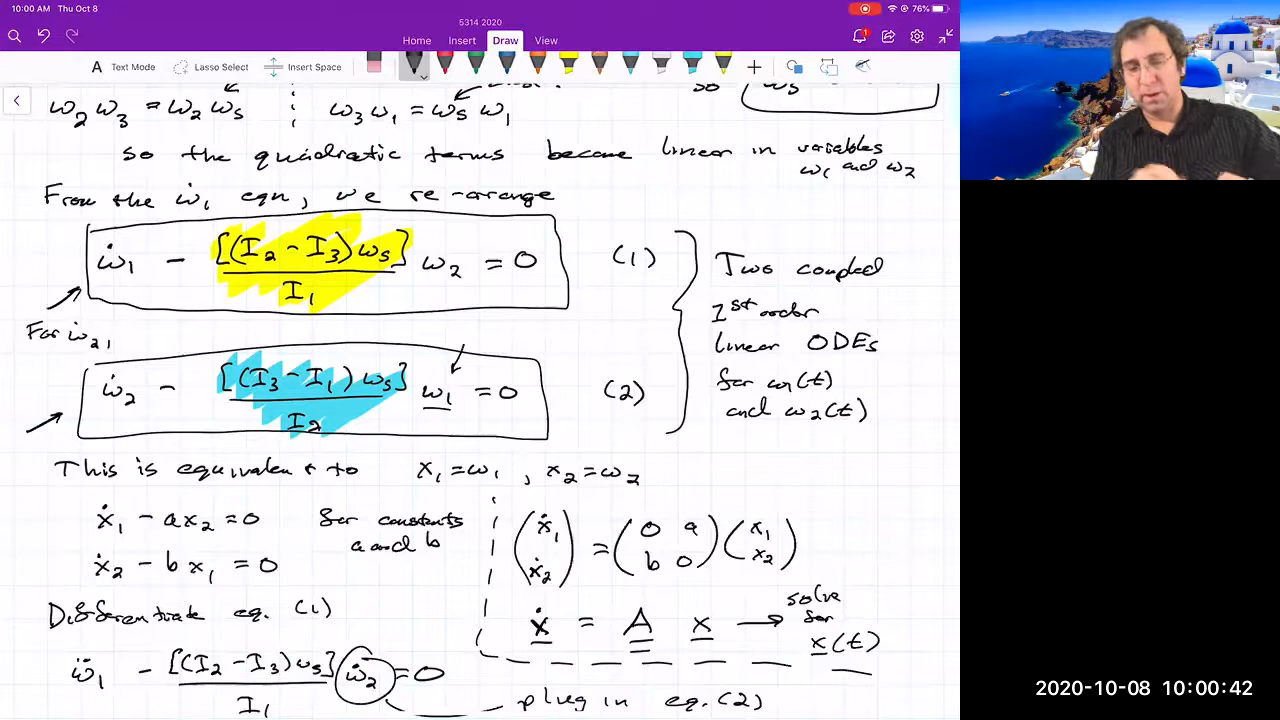 10:00 AM Thu Oct 8
76%
5314 2020
Home Insert Draw View
Text Mode Lasso Select Insert Space
ω₂ ω₃ = ω₂ ωs
ω₃ ω₁ = ωs ω₁
so
ωs
so the quadratic terms become linear in variables
ω₁ and ω₂
From the ω̇₁ eqn, we re-arrange
ω̇₁ - [(I₂ - I₃) ωs] / I₁ ω₂ = 0 (1)
For ω̇₂,
ω̇₂ - [(I₃ - I₁) ωs] / I₂ ω₁ = 0 (2)
Two coupled
1st order
linear ODEs
for ω₁(t)
and ω₂(t)
This is equivalent to x₁ = ω₁, x₂ = ω₂
ẋ₁ - ax₂ = 0 for constants
a and b
ẋ₂ - bx₁ = 0
(ẋ₁ ẋ₂) = (0 a b 0) (x₁ x₂)
ẋ = A x → solve
for
x(t)
Differentiate eq. (1)
ω̈₁ - [(I₂ - I₃) ωs] / I₁ ω̇₂ = 0
plug in eq. (2)
2020-10-08 10:00:42